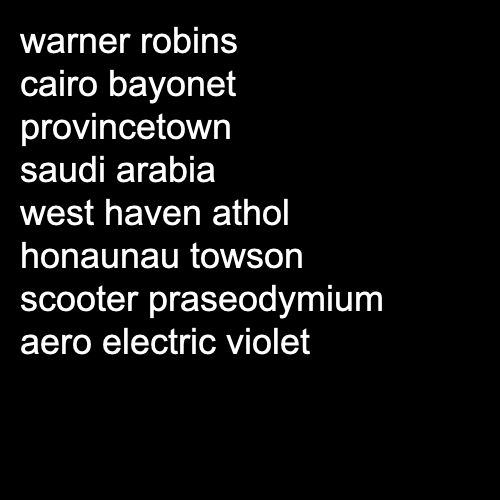 warner robins
cairo bayonet
provincetown
saudi arabia
west haven athol
honaunau towson
scooter praseodymium
aero electric violet